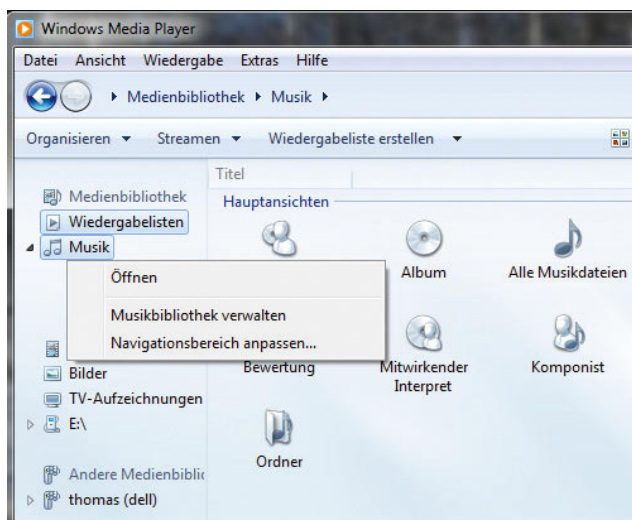 Windows Media Player
Datei Ansicht Wiedergabe Extras Hilfe
Medienbibliothek Musik
Organisieren Streamen Wiedergabeliste erstellen
Titel
Medienbibliothek
Wiedergabelisten
Musik
Bilder
TV-Aufzeichnungen
E:\
Andere Medienbiblic
thomas (dell)
Öffnen
Musikbibliothek verwalten
Navigationsbereich anpassen...
Hauptansichten
Album
Alle Musikdateien
Bewertung
Mitwirkender
Interpret
Komponist
Ordner